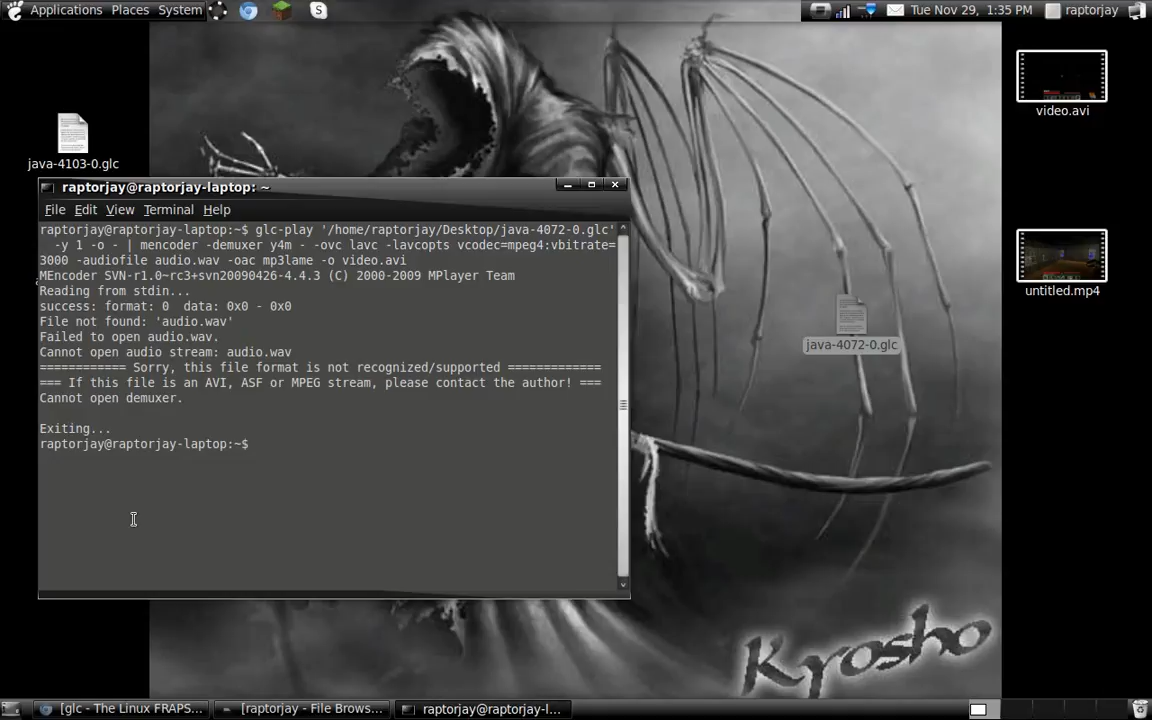 Applications Places System
Tue Nov 29, 1:35 PM
raptorjay
video.avi
java-4103-0.glc
raptorjay@raptorjay-laptop: ~
File Edit View Terminal Help
raptorjay@raptorjay-laptop:~$ glc-play '/home/raptorjay/Desktop/java-4072-0.glc'
-y 1 -o - | mencoder -demuxer y4m - -ovc lavc -lavcopts vcodec=mpeg4:vbitrate=
3000 -audiofile audio.wav -oac mp3lame -o video.avi
MEncoder SVN-r1.0~rc3+svn20090426-4.4.3 (C) 2000-2009 MPlayer Team
Reading from stdin...
success: format: 0 data: 0x0 - 0x0
File not found: 'audio.wav'
Failed to open audio.wav.
Cannot open audio stream: audio.wav
============ Sorry, this file format is not recognized/supported =============
=== If this file is an AVI, ASF or MPEG stream, please contact the author! ===
Cannot open demuxer.
Exiting...
raptorjay@raptorjay-laptop:~$
untitled.mp4
java-4072-0.glc
Kyosho
[glc - The Linux FRAPS...
[raptorjay - File Brows...
raptorjay@raptorjay-l...